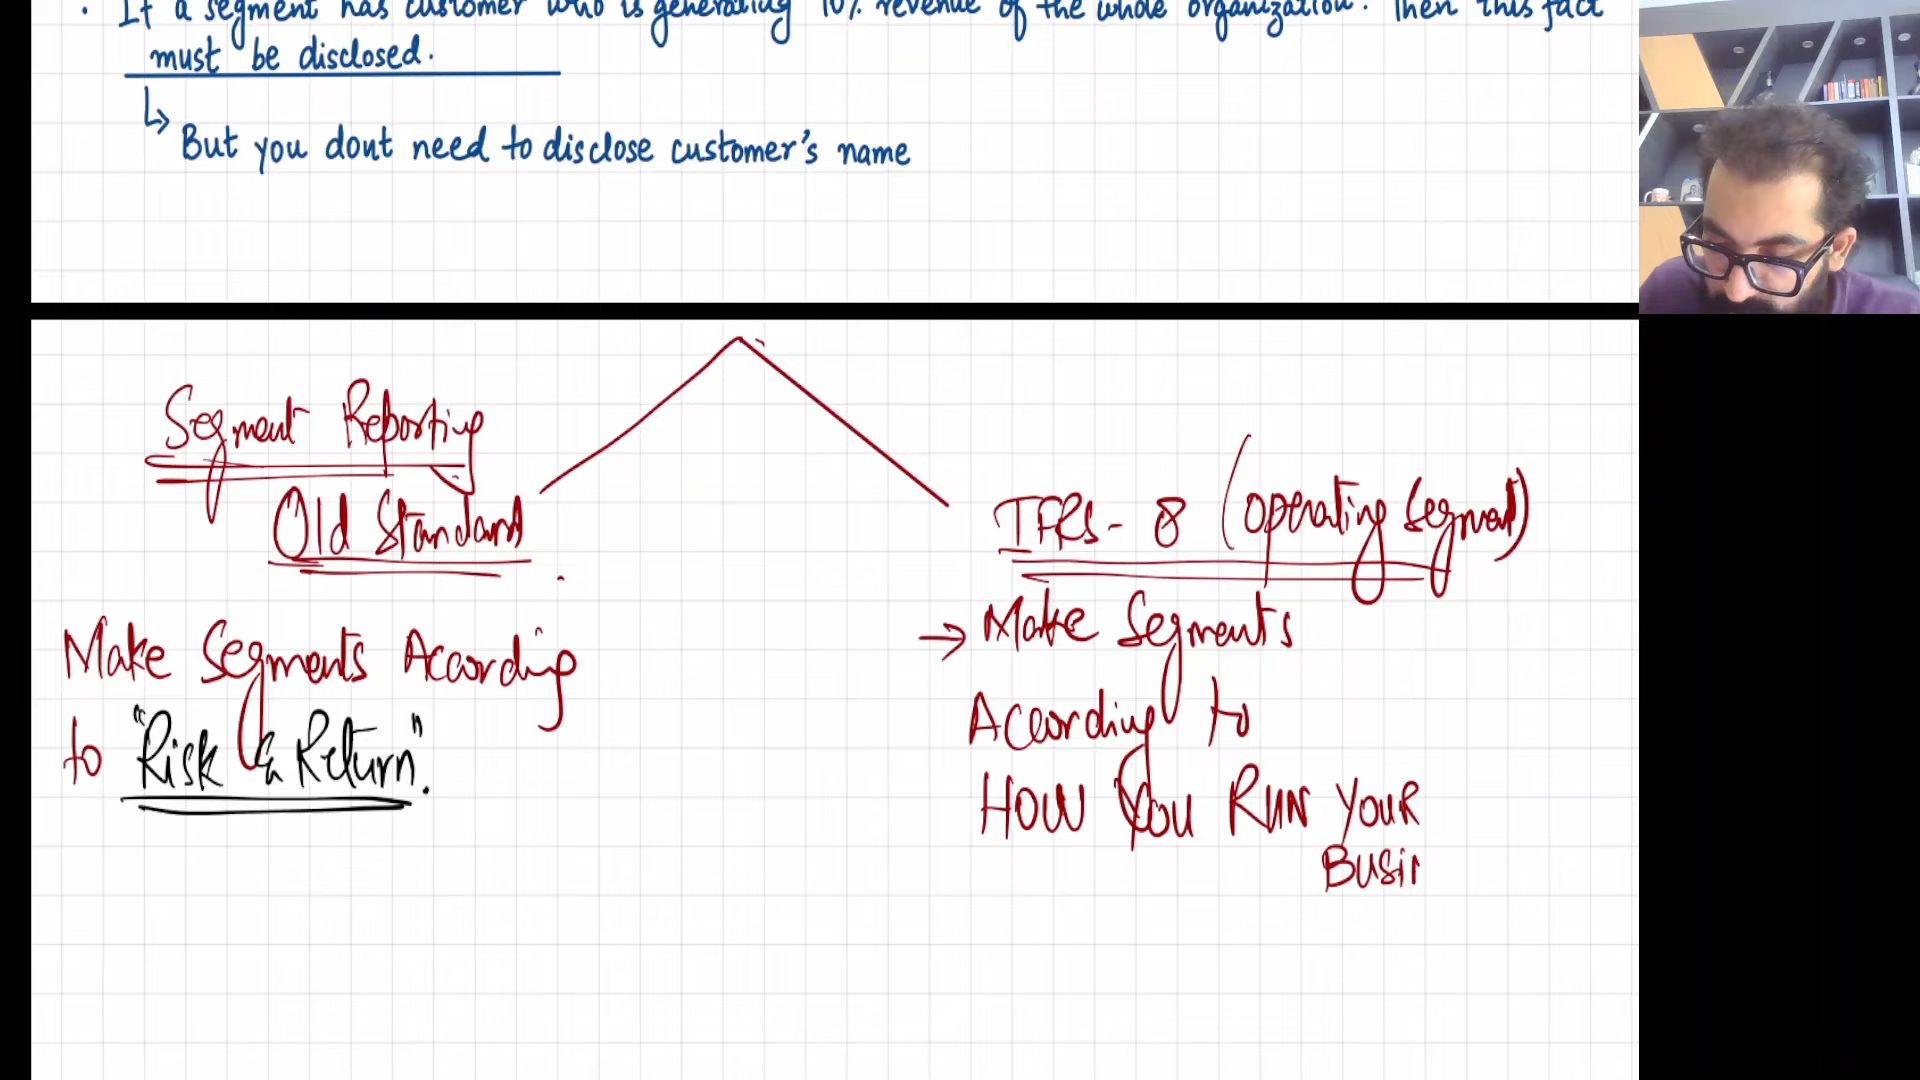 · If a segment has customer who is generating 10% revenue of the whole organization. Then this fact
must be disclosed.
↳ But you dont need to disclose customer's name
Segment Reporting
Old Standard
Make Segments According
to "Risk & Return".
IFRS-8 (Operating Segment)
→ Make Segments
According to
HOW YOU RUN YOUR
BUSI